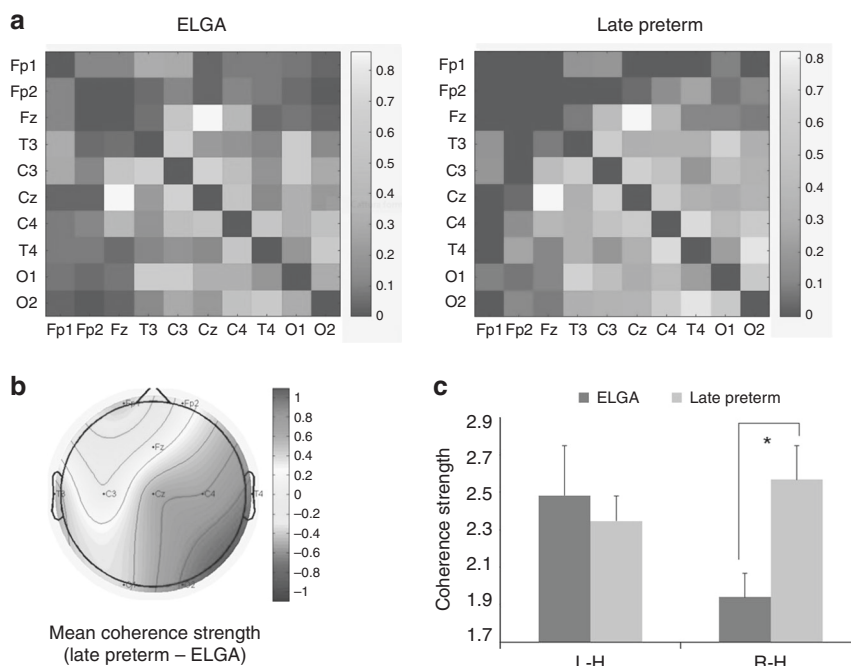 a
ELGA
Late preterm
Fp1
Fp2
Fz
T3
C3
Cz
C4
T4
O1
O2
Fp1 Fp2 Fz T3 C3 Cz C4 T4 O1 O2
0.8
0.7
0.6
0.5
0.4
0.3
0.2
0.1
0
Fp1
Fp2
Fz
T3
C3
Cz
C4
T4
O1
O2
Fp1 Fp2 Fz T3 C3 Cz C4 T4 O1 O2
0.8
0.7
0.6
0.5
0.4
0.3
0.2
0.1
0
b
Fp1 Fp2
Fz
T3 C3 Cz C4 T4
1
0.8
0.6
0.4
0.2
0
–0.2
–0.4
–0.6
–0.8
–1
Mean coherence strength
(late preterm – ELGA)
c
ELGA Late preterm
Coherence strength
2.9
2.7
2.5
2.3
2.1
1.9
1.7
*
L-H R-H